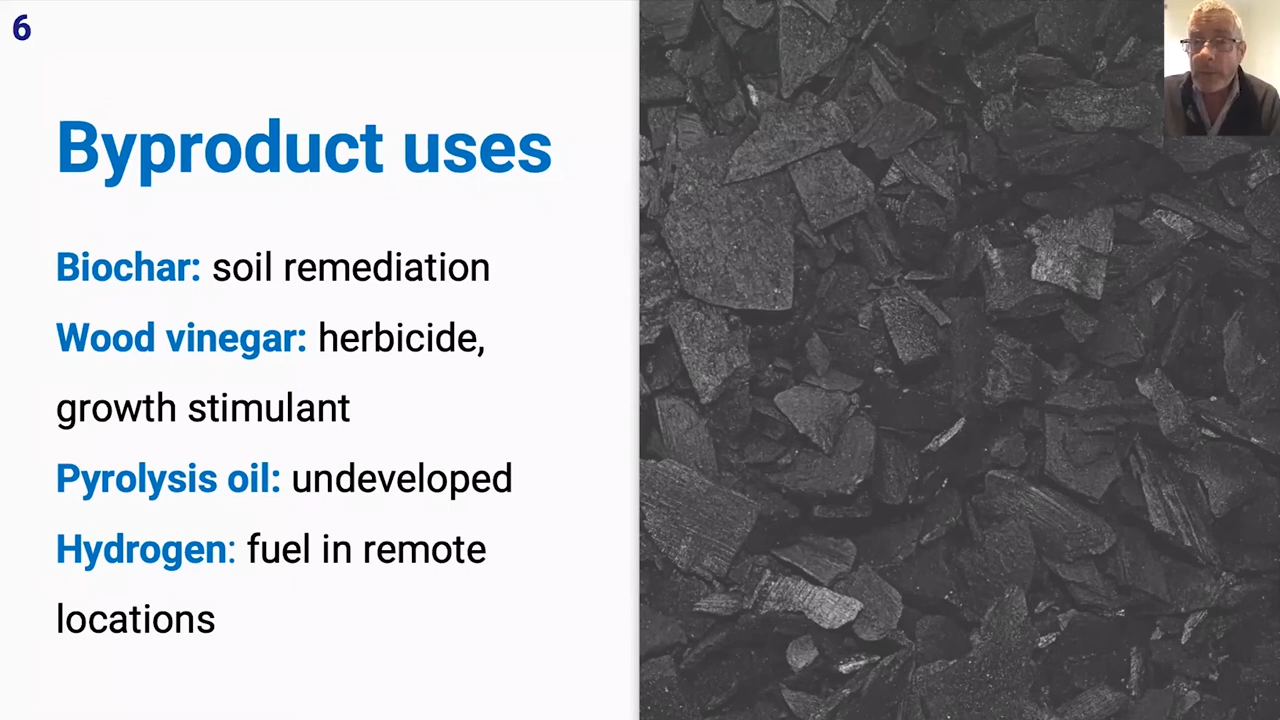 6
Byproduct uses
Biochar: soil remediation
Wood vinegar: herbicide,
growth stimulant
Pyrolysis oil: undeveloped
Hydrogen: fuel in remote
locations